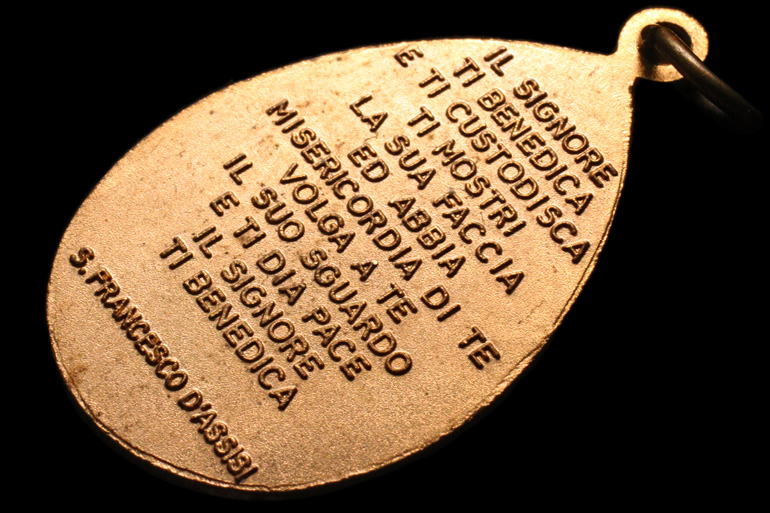 IL SIGNORE
TI BENEDICA
E TI CUSTODISCA
TI MOSTRI
LA SUA FACCIA
ED ABBIA
MISERICORDIA DI TE
VOLGA A TE
IL SUO SGUARDO
E TI DIA PACE
IL SIGNORE
TI BENEDICA
S. FRANCESCO D'ASSISI